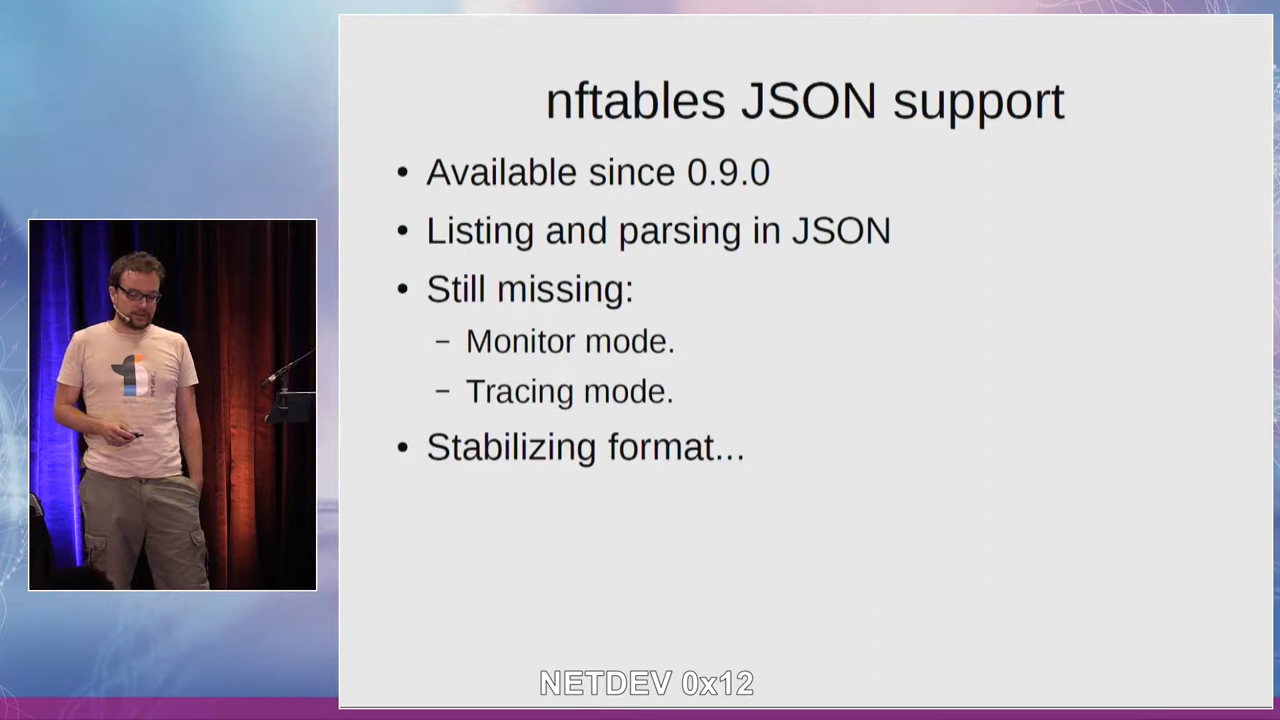 nftables JSON support
• Available since 0.9.0
• Listing and parsing in JSON
• Still missing:
– Monitor mode.
– Tracing mode.
• Stabilizing format...
NETDEV 0x12